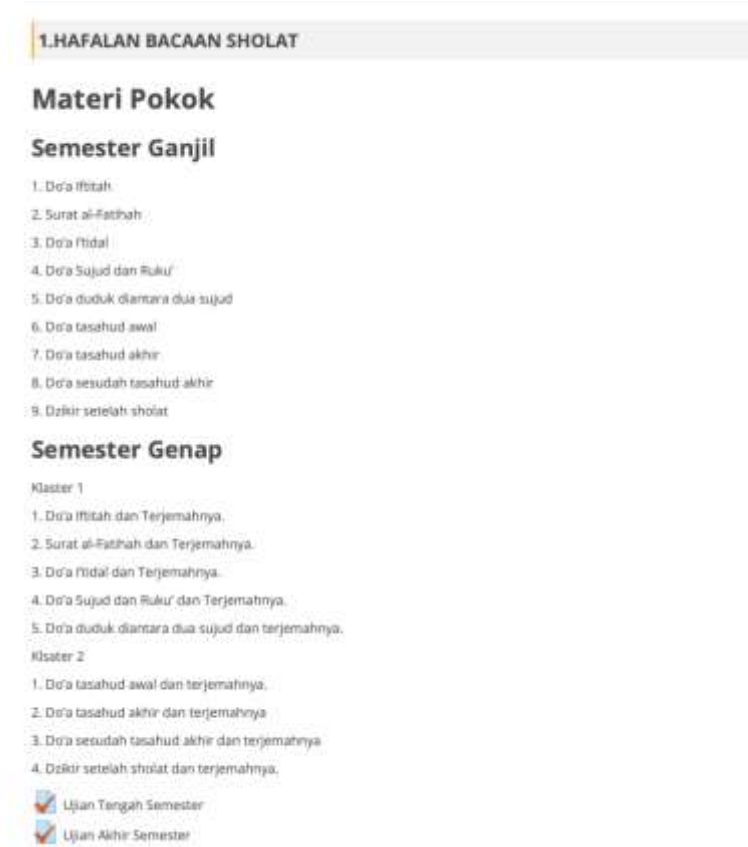 1.HAFALAN BACAAN SHOLAT
Materi Pokok
Semester Ganjil
1. Do'a Iftitah
2. Surat al-Fatihah
3. Do'a I'tidal
4. Do'a Sujud dan Ruku'
5. Do'a duduk diantara dua sujud
6. Do'a tasahud awal
7. Do'a tasahud akhir
8. Do'a sesudah tasahud akhir
9. Dzikir setelah sholat
Semester Genap
Klaster 1
1. Do'a Iftitah dan Terjemahnya.
2. Surat al-Fatihah dan Terjemahnya.
3. Do'a I'tidal dan Terjemahnya.
4. Do'a Sujud dan Ruku' dan Terjemahnya.
5. Do'a duduk diantara dua sujud dan terjemahnya.
Klsater 2
1. Do'a tasahud awal dan terjemahnya.
2. Do'a tasahud akhir dan terjemahnya
3. Do'a sesudah tasahud akhir dan terjemahnya
4. Dzikir setelah sholat dan terjemahnya.
Ujian Tengah Semester
Ujian Akhir Semester